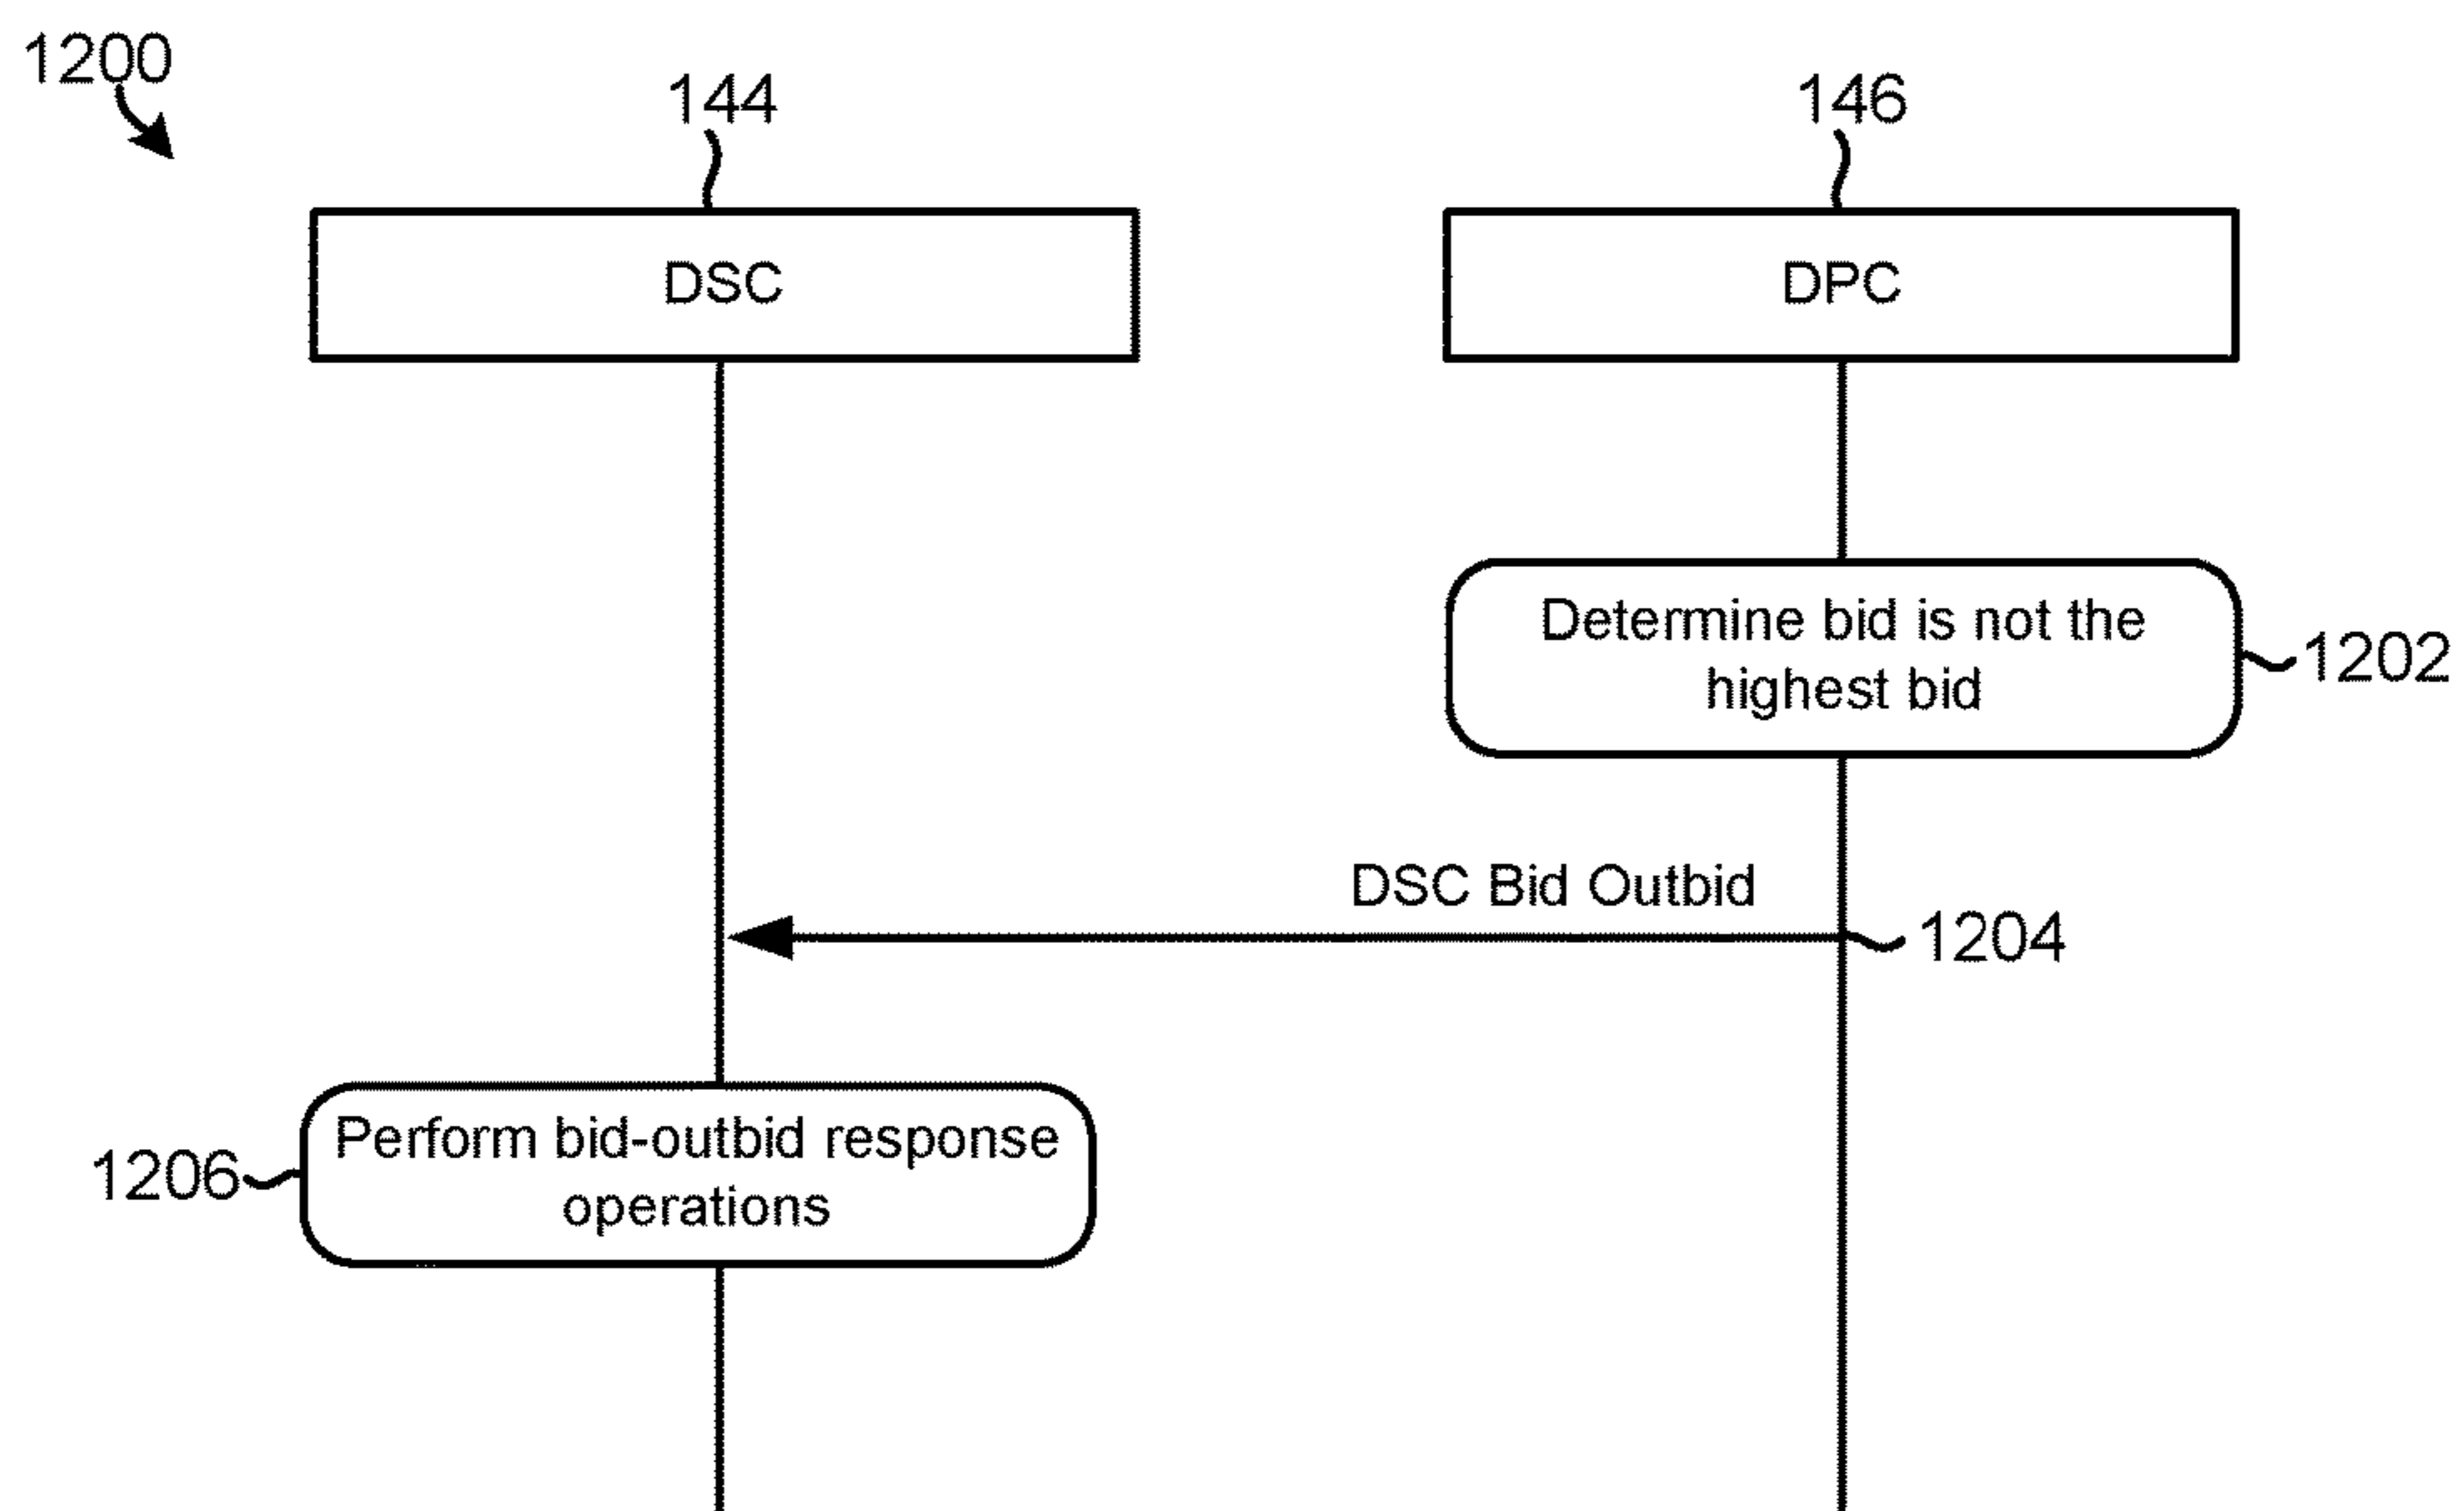 1200
144
146
DSC
DPC
Determine bid is not the
highest bid
1202
DSC Bid Outbid
1204
Perform bid-outbid response
operations
1206